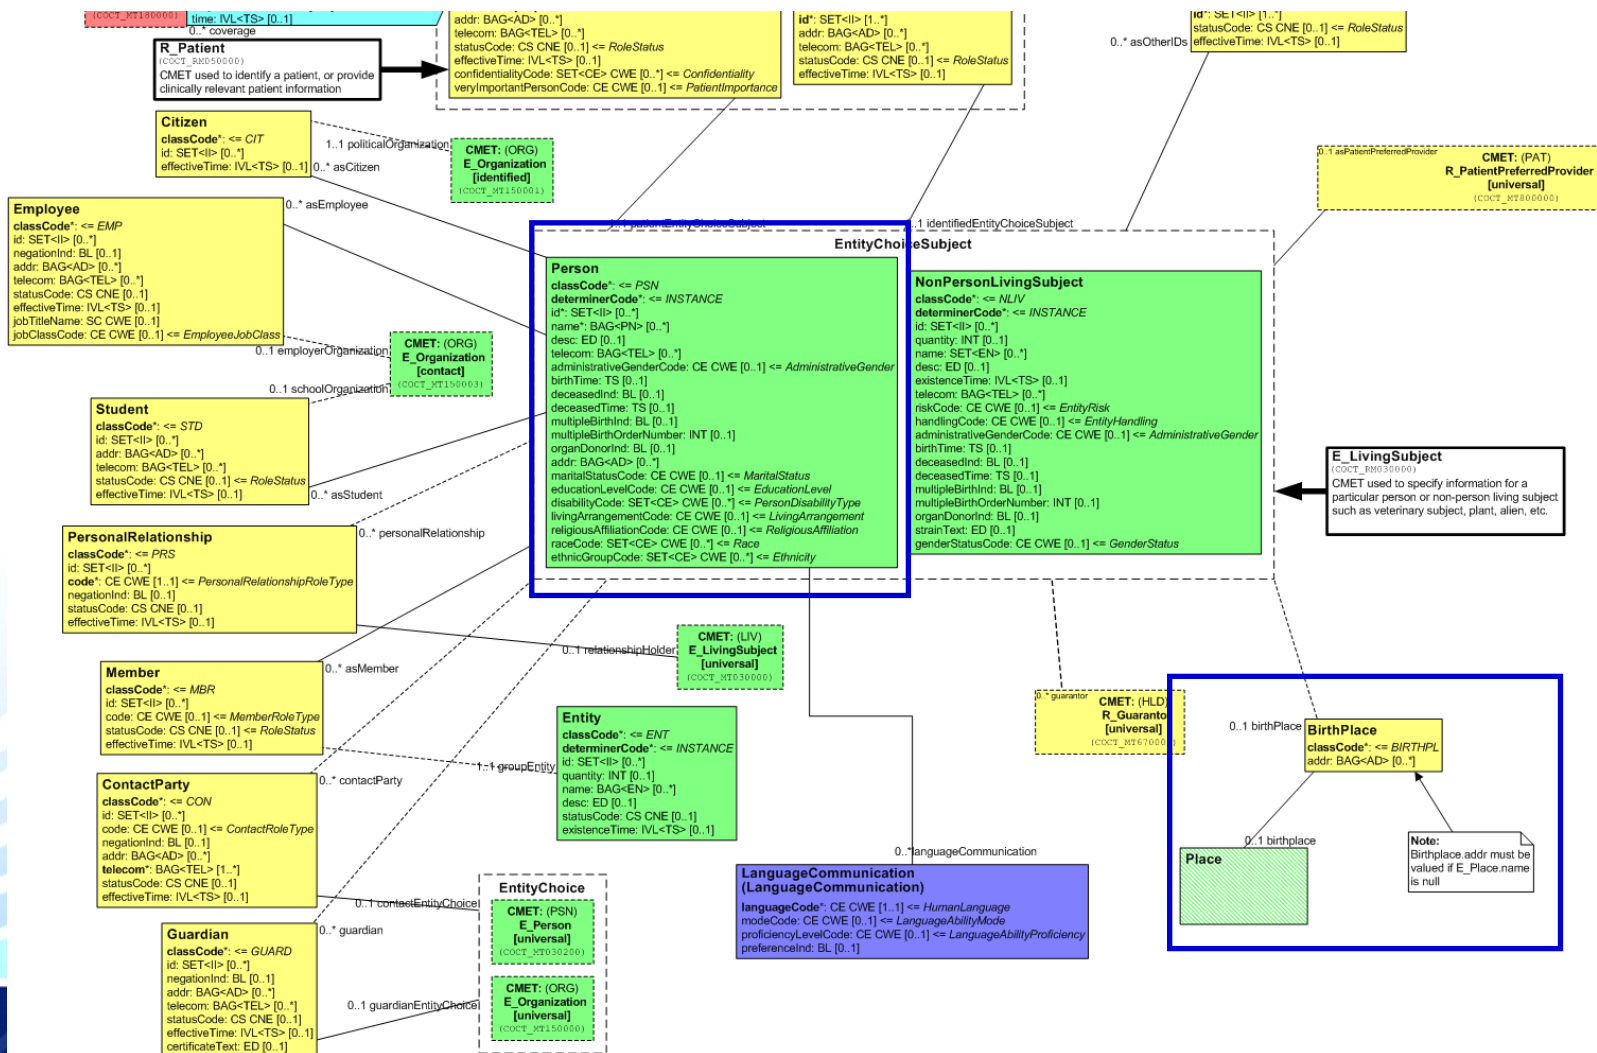 (COCT_MT180000)
time: IVL<TS> [0..1]
0..* coverage
R_Patient
(COCT_RM050000)
CMET used to identify a patient, or provide
clinically relevant patient information
addr: BAG<AD> [0..*]
telecom: BAG<TEL> [0..*]
statusCode: CS CNE [0..1] <= RoleStatus
effectiveTime: IVL<TS> [0..1]
confidentialityCode: SET<CE> CWE [0..*] <= Confidentiality
veryImportantPersonCode: CE CWE [0..1] <= PatientImportance
id*: SET<II> [1..*]
addr: BAG<AD> [0..*]
telecom: BAG<TEL> [0..*]
statusCode: CS CNE [0..1] <= RoleStatus
effectiveTime: IVL<TS> [0..1]
0..* asOtherIDs
id*: SET<II> [1..*]
statusCode: CS CNE [0..1] <= RoleStatus
effectiveTime: IVL<TS> [0..1]
Citizen
classCode*: <= CIT
id: SET<II> [0..*]
effectiveTime: IVL<TS> [0..1]
1..1 politicalOrganization
0..* asCitizen
CMET: (ORG)
E_Organization
[identified]
(COCT_MT150001)
0..1 asPatientPreferredProvider
CMET: (PAT)
R_PatientPreferredProvider
[universal]
(COCT_MT800000)
Employee
classCode*: <= EMP
id: SET<II> [0..*]
negationInd: BL [0..1]
addr: BAG<AD> [0..*]
telecom: BAG<TEL> [0..*]
statusCode: CS CNE [0..1]
effectiveTime: IVL<TS> [0..1]
jobTitleName: SC CWE [0..1]
jobClassCode: CE CWE [0..1] <= EmployeeJobClass
0..* asEmployee
0..1 employerOrganization
CMET: (ORG)
E_Organization
[contact]
(COCT_MT150003)
0..1 schoolOrganization
1..1 patientEntityChoiceSubject
1..1 identifiedEntityChoiceSubject
EntityChoiceSubject
Person
classCode*: <= PSN
determinerCode*: <= INSTANCE
id*: SET<II> [0..*]
name*: BAG<PN> [0..*]
desc: ED [0..1]
telecom: BAG<TEL> [0..*]
administrativeGenderCode: CE CWE [0..1] <= AdministrativeGender
birthTime: TS [0..1]
deceasedInd: BL [0..1]
deceasedTime: TS [0..1]
multipleBirthInd: BL [0..1]
multipleBirthOrderNumber: INT [0..1]
organDonorInd: BL [0..1]
addr: BAG<AD> [0..*]
maritalStatusCode: CE CWE [0..1] <= MaritalStatus
educationLevelCode: CE CWE [0..1] <= EducationLevel
disabilityCode: SET<CE> CWE [0..*] <= PersonDisabilityType
livingArrangementCode: CE CWE [0..1] <= LivingArrangement
religiousAffiliationCode: CE CWE [0..1] <= ReligiousAffiliation
raceCode: SET<CE> CWE [0..*] <= Race
ethnicGroupCode: SET<CE> CWE [0..*] <= Ethnicity
NonPersonLivingSubject
classCode*: <= NLIV
determinerCode*: <= INSTANCE
id: SET<II> [0..*]
quantity: INT [0..1]
name: SET<EN> [0..*]
desc: ED [0..1]
existenceTime: IVL<TS> [0..1]
telecom: BAG<TEL> [0..*]
riskCode: CE CWE [0..1] <= EntityRisk
handlingCode: CE CWE [0..1] <= EntityHandling
administrativeGenderCode: CE CWE [0..1] <= AdministrativeGender
birthTime: TS [0..1]
deceasedInd: BL [0..1]
deceasedTime: TS [0..1]
multipleBirthInd: BL [0..1]
multipleBirthOrderNumber: INT [0..1]
organDonorInd: BL [0..1]
strainText: ED [0..1]
genderStatusCode: CE CWE [0..1] <= GenderStatus
E_LivingSubject
(COCT_RM030000)
CMET used to specify information for a
particular person or non-person living subject
such as veterinary subject, plant, alien, etc.
Student
classCode*: <= STD
id: SET<II> [0..*]
addr: BAG<AD> [0..*]
telecom: BAG<TEL> [0..*]
statusCode: CS CNE [0..1] <= RoleStatus
effectiveTime: IVL<TS> [0..1]
0..* asStudent
PersonalRelationship
classCode*: <= PRS
id: SET<II> [0..*]
code*: CE CWE [1..1] <= PersonalRelationshipRoleType
negationInd: BL [0..1]
statusCode: CS CNE [0..1]
effectiveTime: IVL<TS> [0..1]
0..* personalRelationship
0..1 relationshipHolder
CMET: (LIV)
E_LivingSubject
[universal]
(COCT_MT030000)
Member
classCode*: <= MBR
id: SET<II> [0..*]
code: CE CWE [0..1] <= MemberRoleType
statusCode: CS CNE [0..1] <= RoleStatus
effectiveTime: IVL<TS> [0..1]
0..* asMember
1..1 groupEntity
Entity
classCode*: <= ENT
determinerCode*: <= INSTANCE
id: SET<II> [0..*]
quantity: INT [0..1]
name: BAG<EN> [0..*]
desc: ED [0..1]
statusCode: CS CNE [0..1]
existenceTime: IVL<TS> [0..1]
0..* guarantor
CMET: (HLD)
R_Guaranto
[universal]
(COCT_MT67000
0..1 birthPlace
BirthPlace
classCode*: <= BIRTHPL
addr: BAG<AD> [0..*]
0..1 birthplace
Place
Note:
Birthplace.addr must be
valued if E_Place.name
is null
ContactParty
classCode*: <= CON
id: SET<II> [0..*]
code: CE CWE [0..1] <= ContactRoleType
negationInd: BL [0..1]
addr: BAG<AD> [0..*]
telecom*: BAG<TEL> [1..*]
statusCode: CS CNE [0..1]
effectiveTime: IVL<TS> [0..1]
0..* contactParty
0..1 contactEntityChoice
EntityChoice
CMET: (PSN)
E_Person
[universal]
(COCT_MT030200)
CMET: (ORG)
E_Organization
[universal]
(COCT_MT150000)
0..*languageCommunication
LanguageCommunication
(LanguageCommunication)
languageCode*: CE CWE [1..1] <= HumanLanguage
modeCode: CE CWE [0..1] <= LanguageAbilityMode
proficiencyLevelCode: CE CWE [0..1] <= LanguageAbilityProficiency
preferenceInd: BL [0..1]
Guardian
classCode*: <= GUARD
id: SET<II> [0..*]
negationInd: BL [0..1]
addr: BAG<AD> [0..*]
telecom: BAG<TEL> [0..*]
statusCode: CS CNE [0..1]
effectiveTime: IVL<TS> [0..1]
certificateText: ED [0..1]
0..* guardian
0..1 guardianEntityChoice